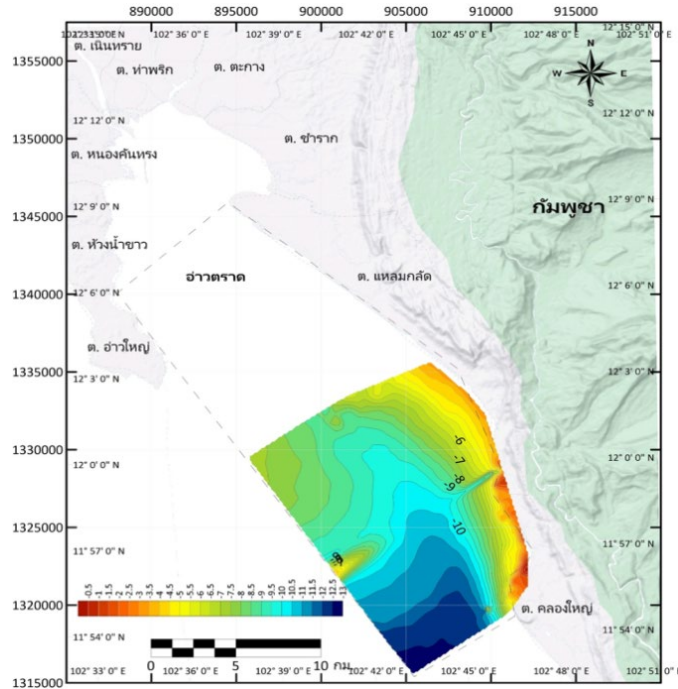 890000 895000 900000 905000 910000 915000
102° 36' 0" E 102° 39' 0" E 102° 42' 0" E 102° 45' 0" E 102° 48' 0" E 102° 51' 0" E
12° 15' 0" N
ต. เนินทราย
1355000
ต. ท่าพริก
ต. ตะกาง
N
W E
S
12° 12' 0" N
12° 12' 0" N
1350000
ต. ชำราก
ต. หนองคันทรง
12° 9' 0" N
12° 9' 0" N
1345000
กัมพูชา
ต. ห้วงน้ำขาว
อ่าวตราด
ต. แหลมกลัด
12° 6' 0" N
12° 6' 0" N
1340000
ต. อ่าวใหญ่
1335000
12° 3' 0" N
12° 3' 0" N
-6
1330000
12° 0' 0" N
12° 0' 0" N
-7
-8
-9
1325000
-10
11° 57' 0" N
11° 57' 0" N
-0.5 -1 -1.5 -2 -2.5 -3 -3.5 -4 -4.5 -5 -5.5 -6 -6.5 -7 -7.5 -8 -8.5 -9 -9.5 -10 -10.5 -11 -11.5 -12 -12.5 -13
1320000
ต. คลองใหญ่
11° 54' 0" N
11° 54' 0" N
0 5 10 กม.
1315000
102° 33' 0" E 102° 36' 0" E 102° 39' 0" E 102° 42' 0" E 102° 45' 0" E 102° 48' 0" E 102° 51' 0" E